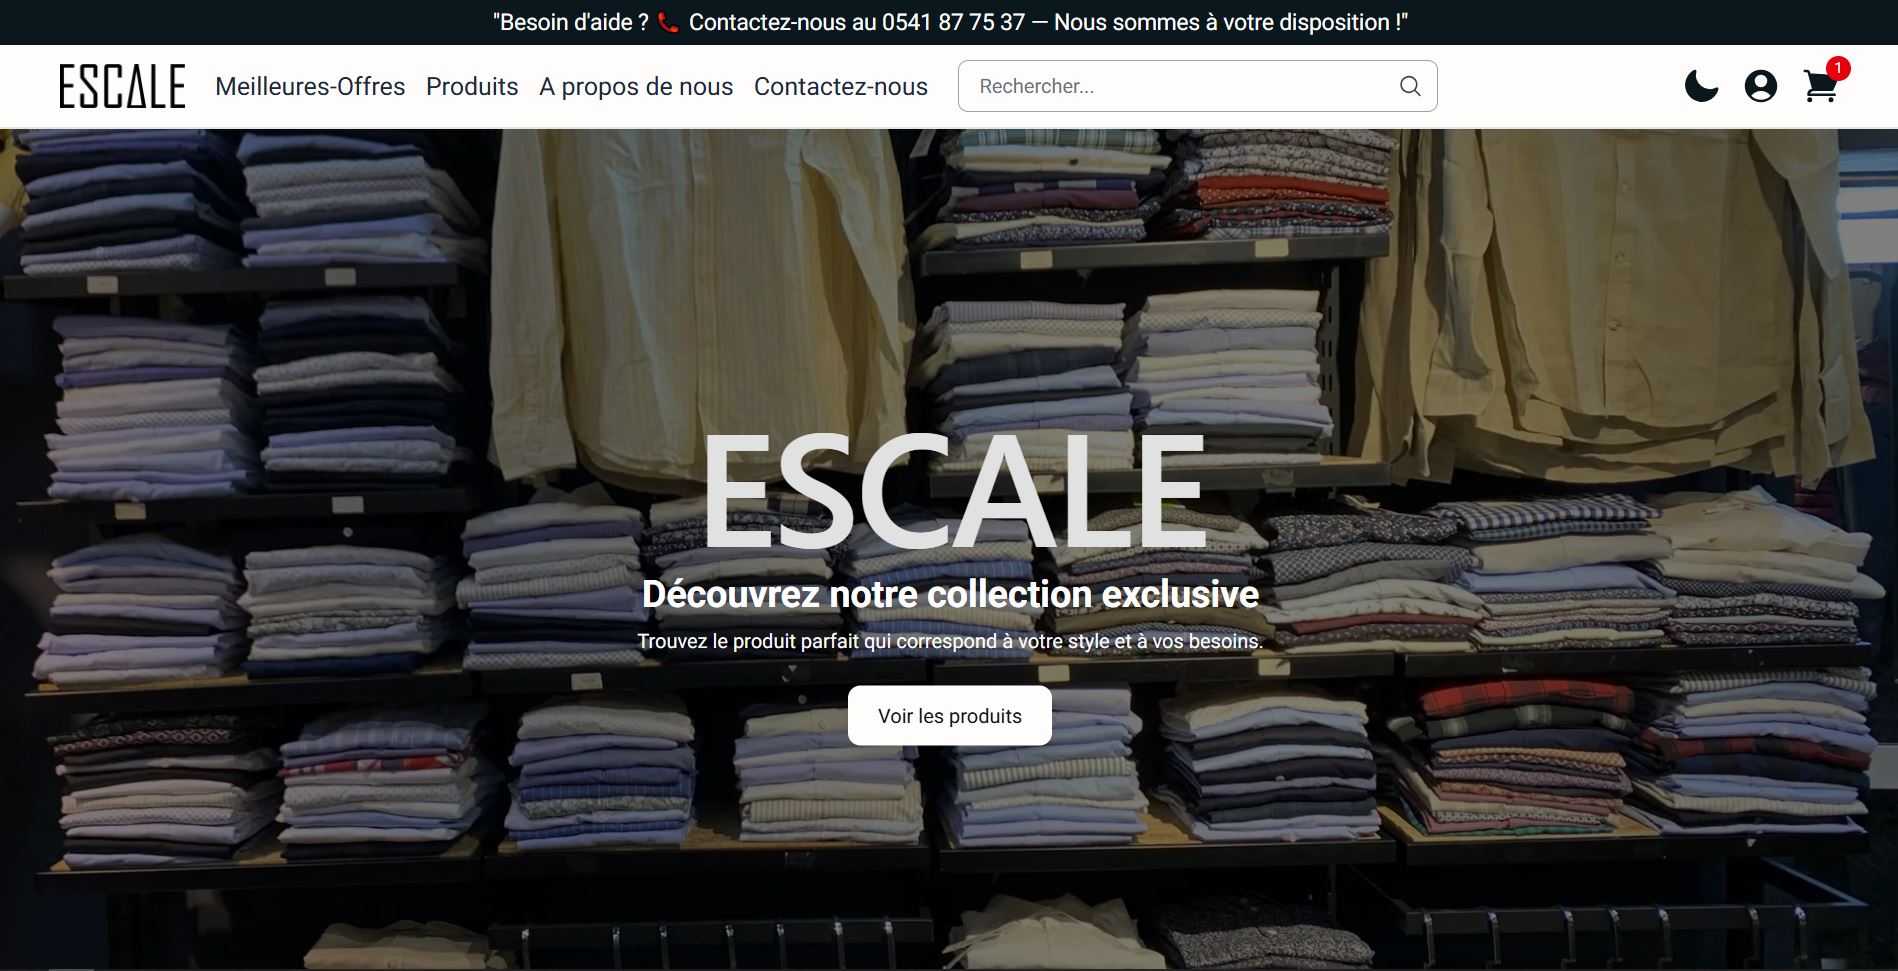 "Besoin d'aide ? 📞 Contactez-nous au 0541 87 75 37 — Nous sommes à votre disposition !"
ESCALE Meilleures-Offres Produits A propos de nous Contactez-nous Rechercher... 1
ESCALE
Découvrez notre collection exclusive
Trouvez le produit parfait qui correspond à votre style et à vos besoins.
Voir les produits